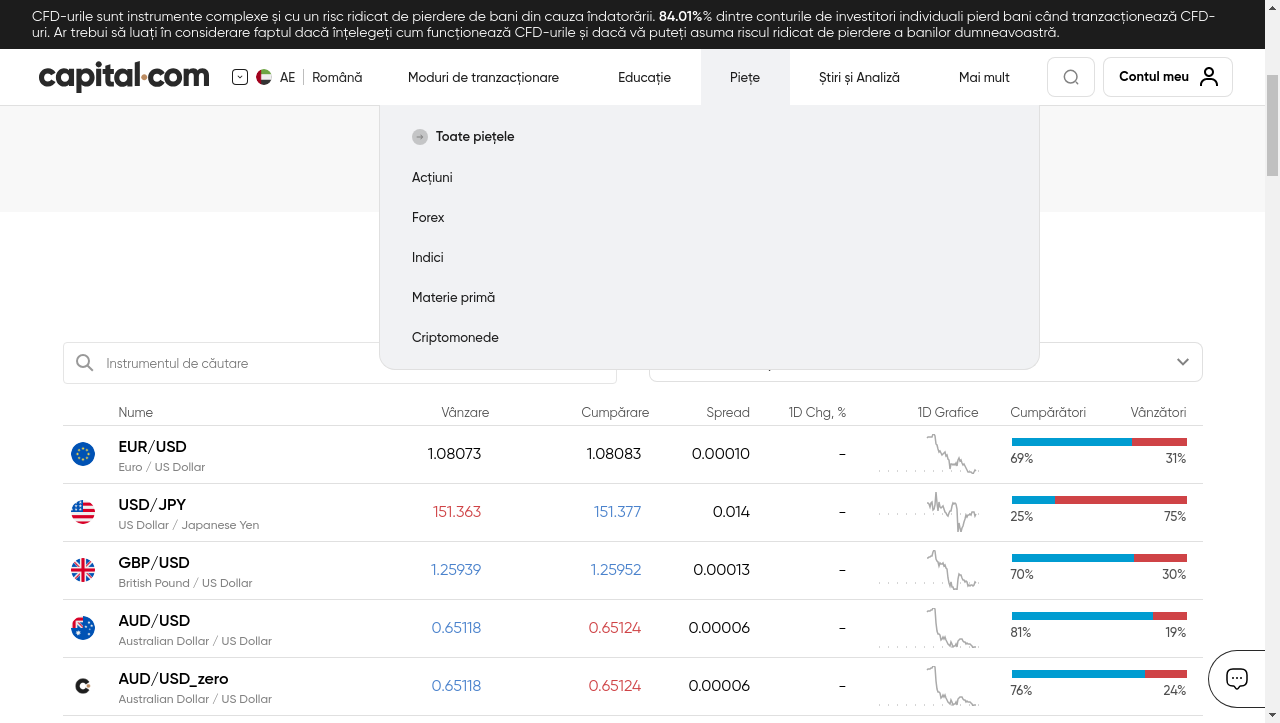 CFD-urile sunt instrumente complexe și cu un risc ridicat de pierdere de bani din cauza îndatorării. 84.01%% dintre conturile de investitori individuali pierd bani când tranzacționează CFD-
uri. Ar trebui să luați în considerare faptul dacă înțelegeți cum funcționează CFD-urile și dacă vă puteți asuma riscul ridicat de pierdere a banilor dumneavoastră.
capital.com AE Română Moduri de tranzacționare Educație Piețe Știri și Analiză Mai mult Contul meu
Toate piețele
Acțiuni
Forex
Indici
Materie primă
Criptomonede
Instrumentul de căutare
Nume Vânzare Cumpărare Spread 1D Chg, % 1D Grafice Cumpărători Vânzători
EUR/USD 1.08073 1.08083 0.00010 -
Euro / US Dollar 69% 31%
USD/JPY 151.363 151.377 0.014 -
US Dollar / Japanese Yen 25% 75%
GBP/USD 1.25939 1.25952 0.00013 -
British Pound / US Dollar 70% 30%
AUD/USD 0.65118 0.65124 0.00006 -
Australian Dollar / US Dollar 81% 19%
AUD/USD_zero 0.65118 0.65124 0.00006 -
Australian Dollar / US Dollar 76% 24%